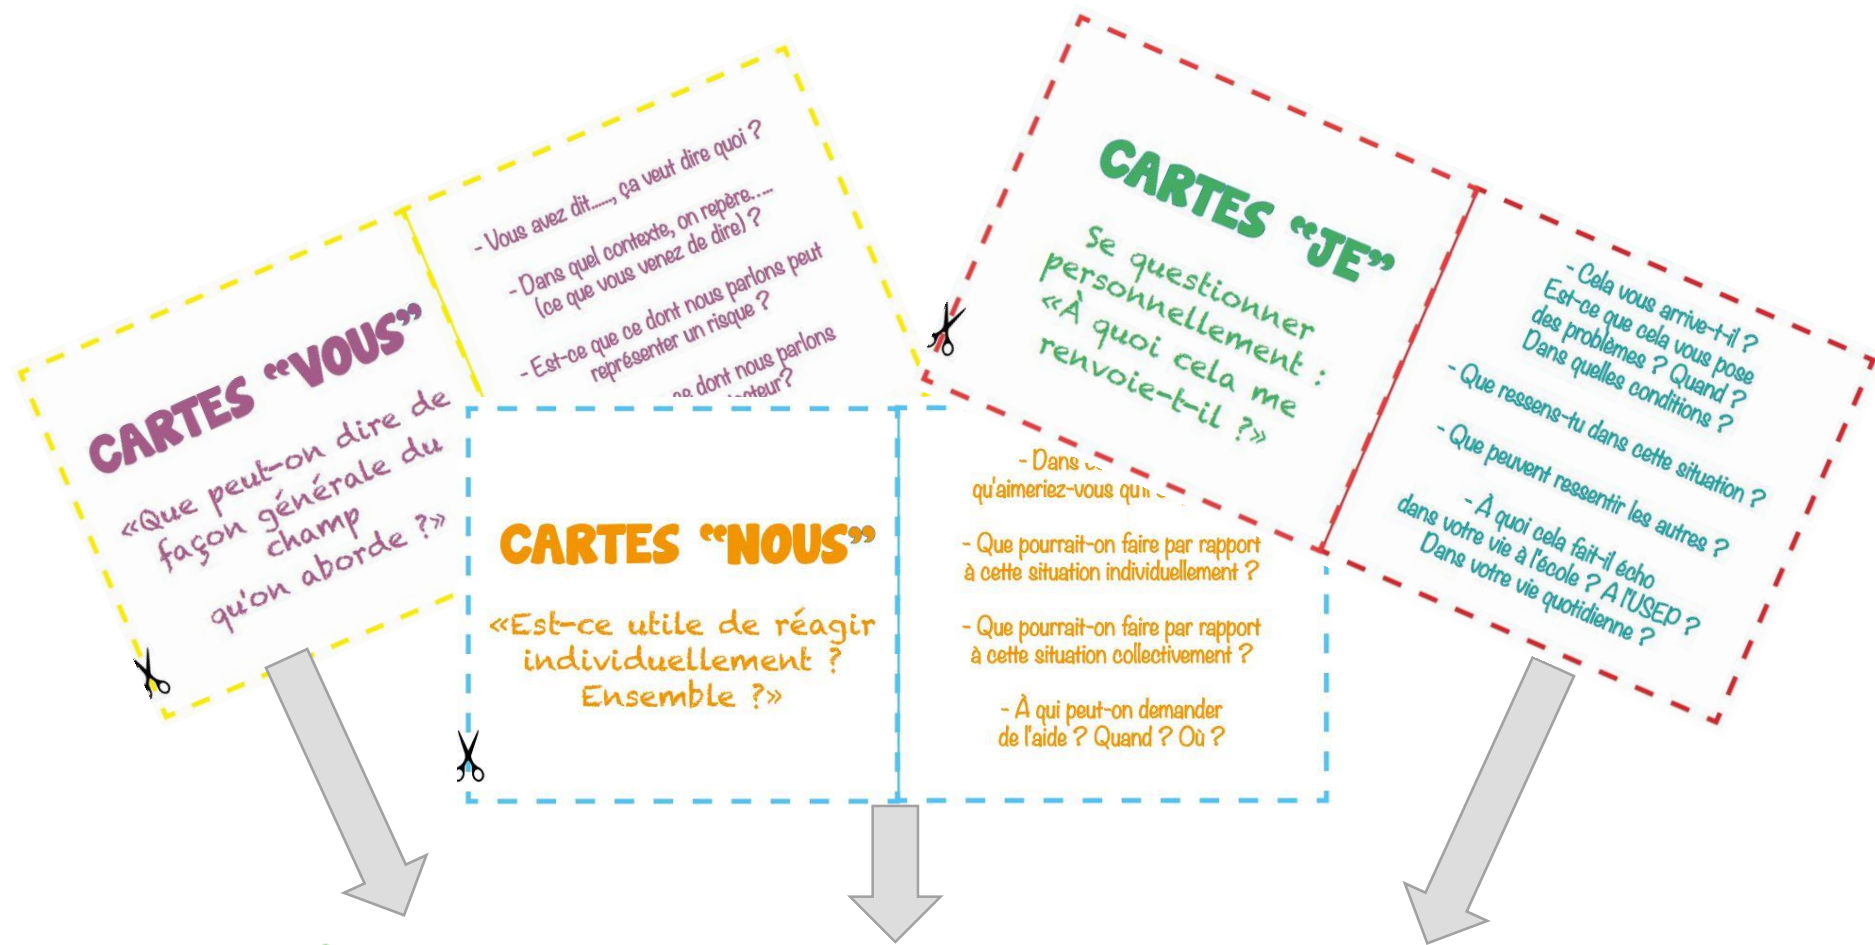 CARTES “VOUS”
«Que peut-on dire de
façon générale du
champ
qu'on aborde ?»
- Vous avez dit......, ça veut dire quoi ?
- Dans quel contexte, on repère.....
(ce que vous venez de dire) ?
- Est-ce que ce dont nous parlons peut
représenter un risque ?
dont nous parlons
CARTES “NOUS”
«Est-ce utile de réagir
individuellement ?
Ensemble ?»
- Dans
qu'aimeriez-vous
- Que pourrait-on faire par rapport
à cette situation individuellement ?
- Que pourrait-on faire par rapport
à cette situation collectivement ?
- À qui peut-on demander
de l'aide ? Quand ? Où ?
CARTES “JE”
Se questionner
personnellement :
«À quoi cela me
renvoie-t-il ?»
- Cela vous arrive-t-il ?
Est-ce que cela vous pose
des problèmes ? Quand ?
Dans quelles conditions ?
- Que ressens-tu dans cette situation ?
- Que peuvent ressentir les autres ?
- À quoi cela fait-il écho
dans votre vie à l'école ? A l'USEP ?
Dans votre vie quotidienne ?